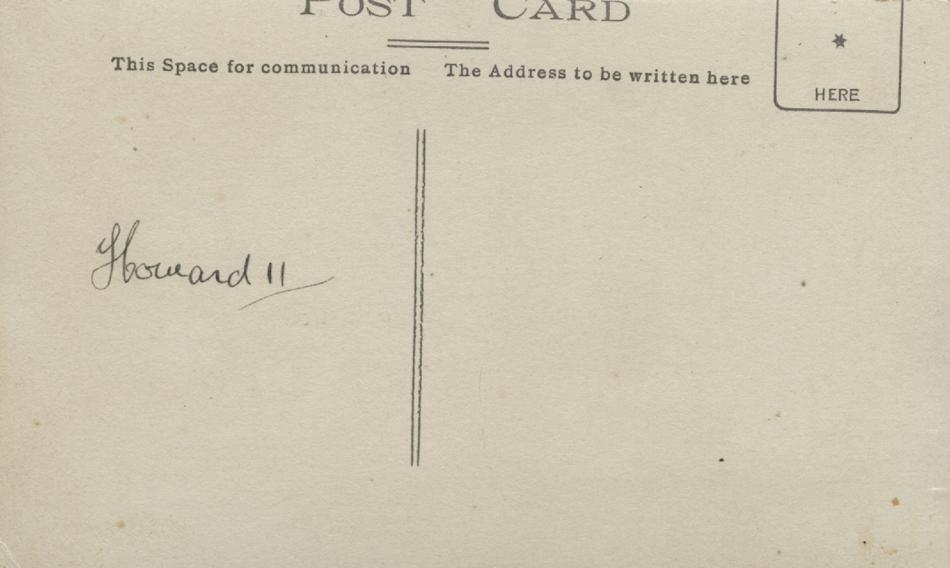 POST CARD
This Space for communication
The Address to be written here
HERE
Howard 11